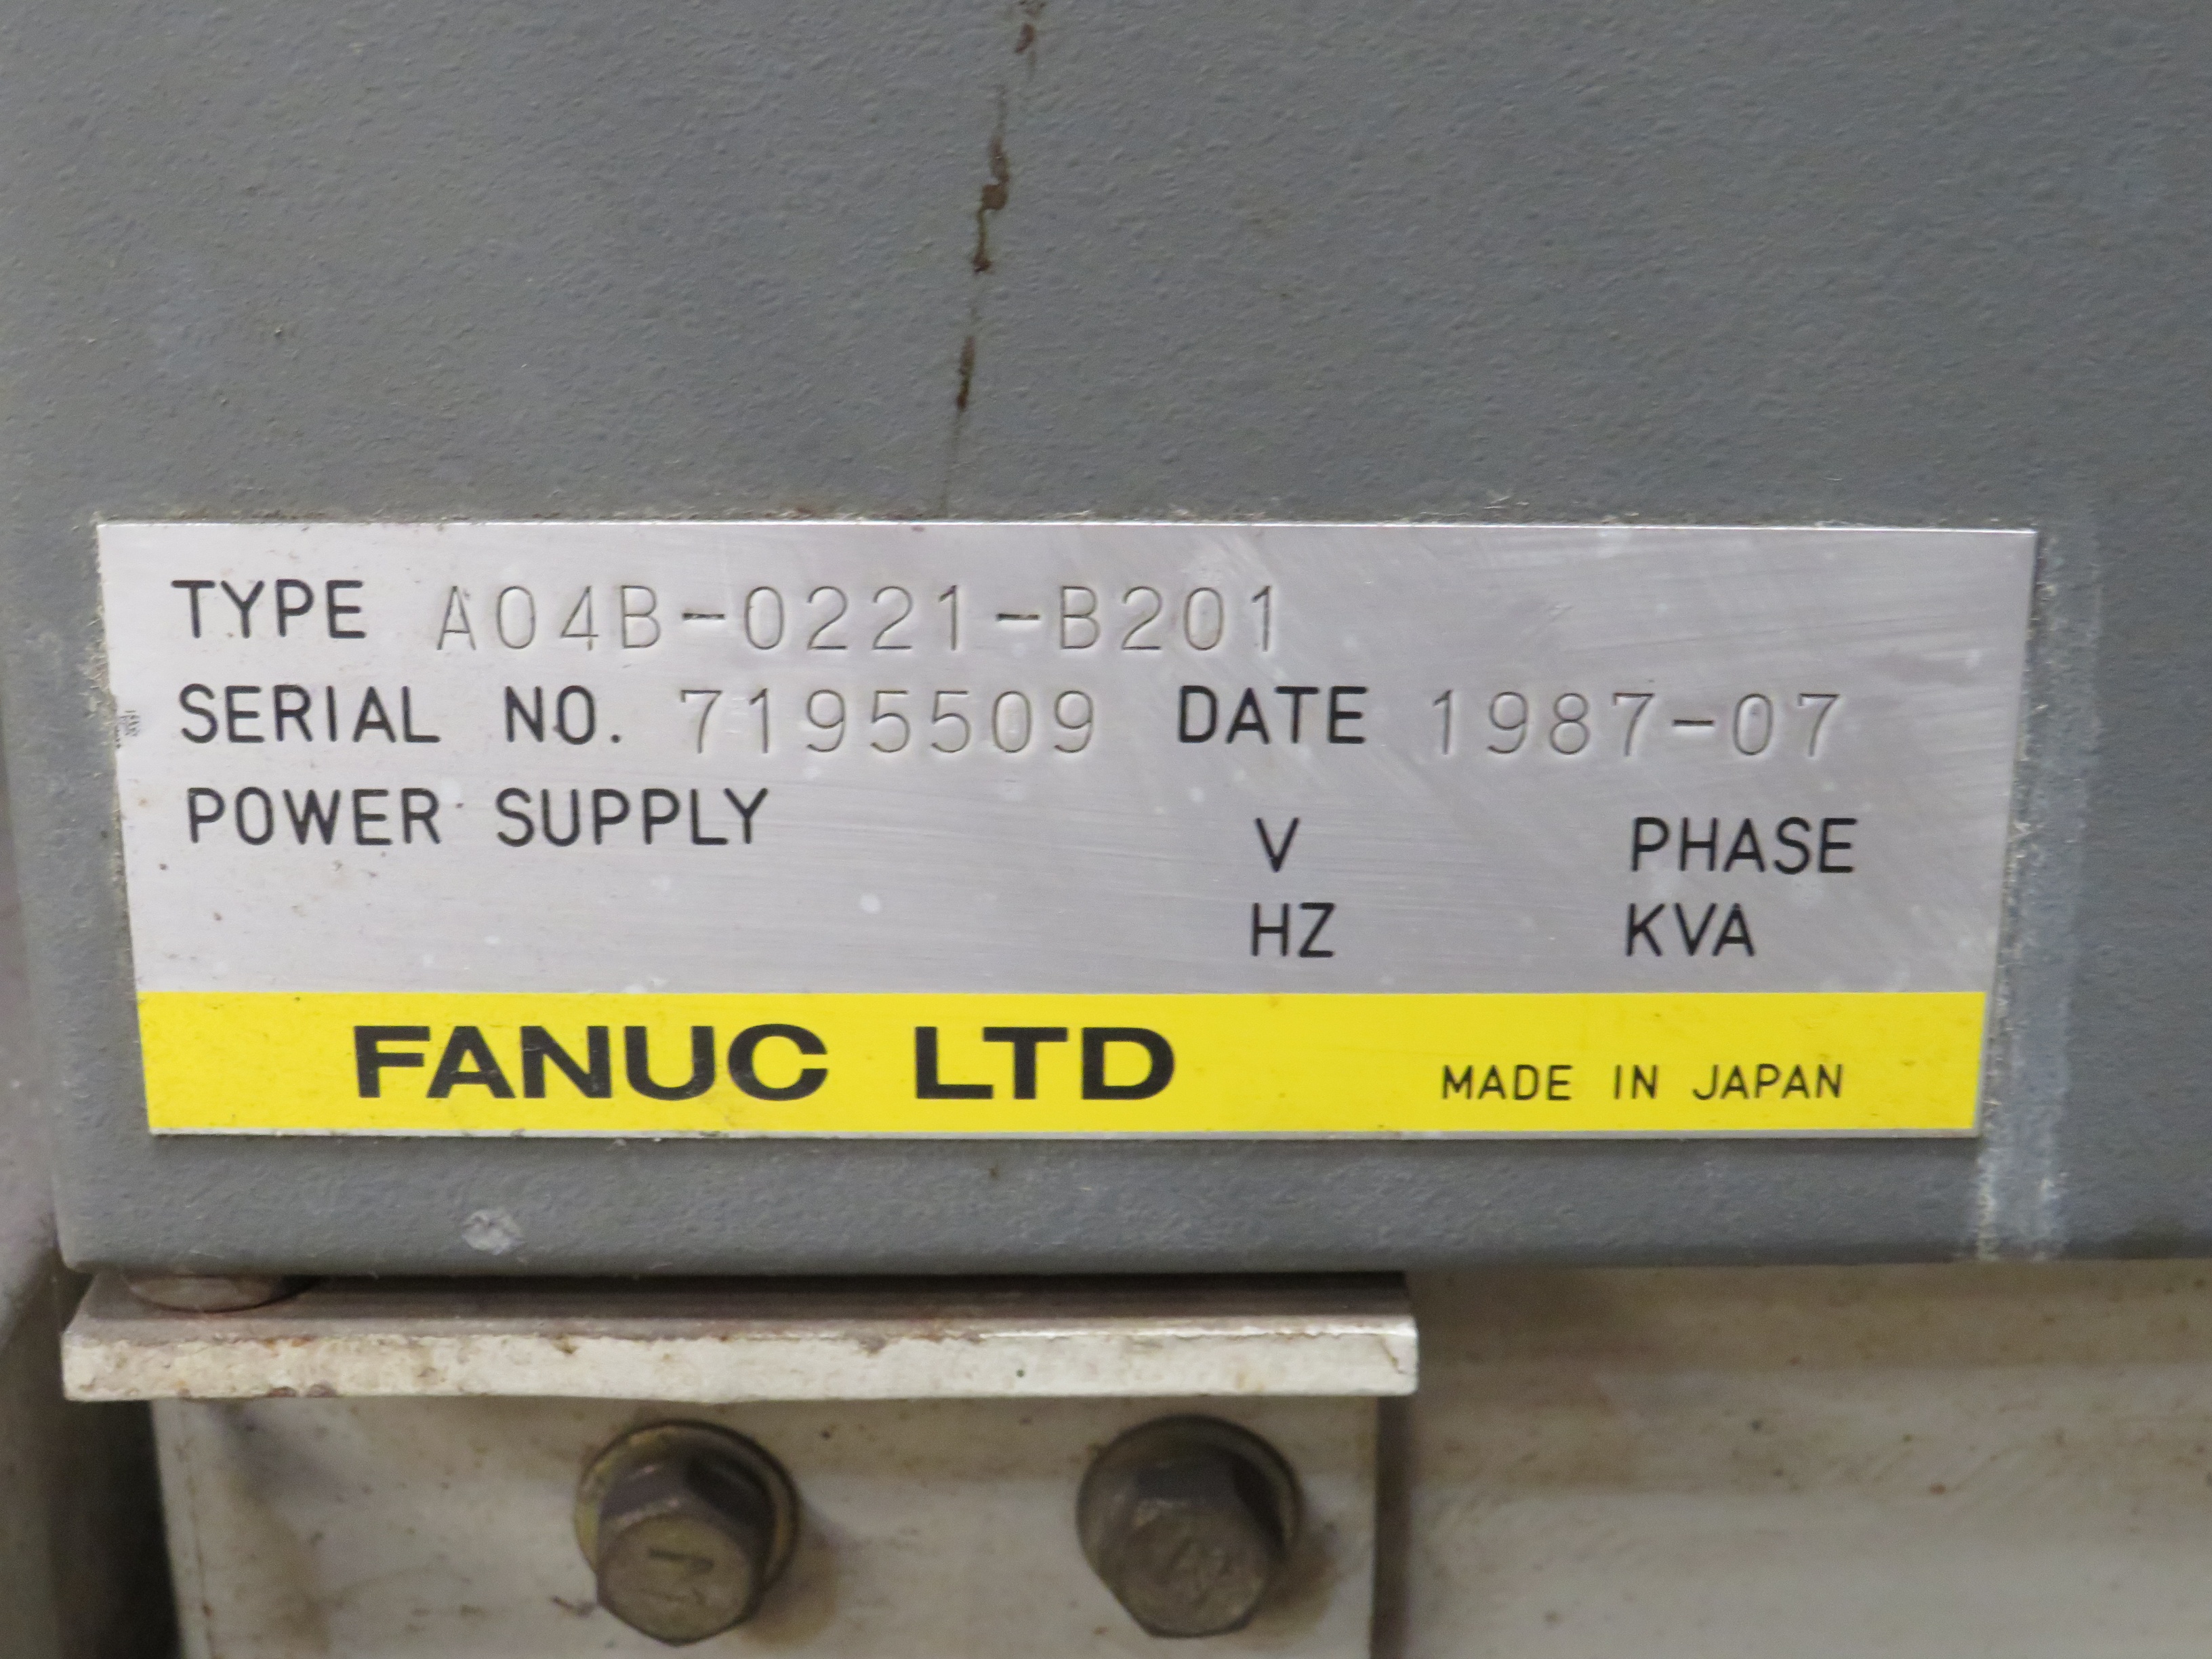 TYPE A04B-0221-B201
SERIAL NO. 7195509 DATE 1987-07
POWER SUPPLY V PHASE
HZ KVA
FANUC LTD MADE IN JAPAN